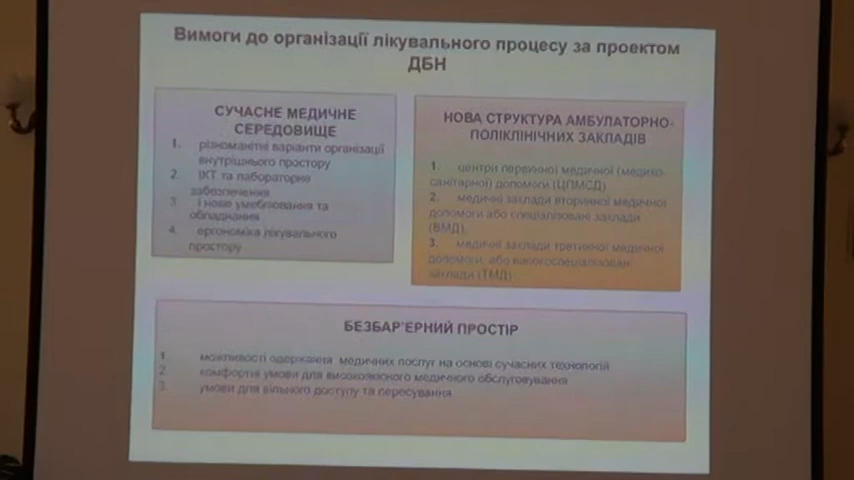 Вимоги до організації лікувального процесу за проектом
ДБН
СУЧАСНЕ МЕДИЧНЕ
СЕРЕДОВИЩЕ
1. різноманітні варіанти організації
внутрішнього простору
2. ІКТ та лабораторне
забезпечення
3. і нове умеблювання та
обладнання
4. ергономіка лікувального
простору
НОВА СТРУКТУРА АМБУЛАТОРНО-
ПОЛІКЛІНІЧНИХ ЗАКЛАДІВ
1. центри первинної медичної (медико-
санітарної) допомоги (ЦПМСД)
2. медичні заклади вторинної медичної
допомоги або спеціалізовані заклади
(ВМД)
3. медичні заклади третинної медичної
допомоги, або високоспеціалізовані
заклади (ТМД)
БЕЗБАР'ЄРНИЙ ПРОСТІР
1. можливості одержання медичних послуг на основі сучасних технологій
2. комфортні умови для високоякісного медичного обслуговування
3. умови для вільного доступу та пересування